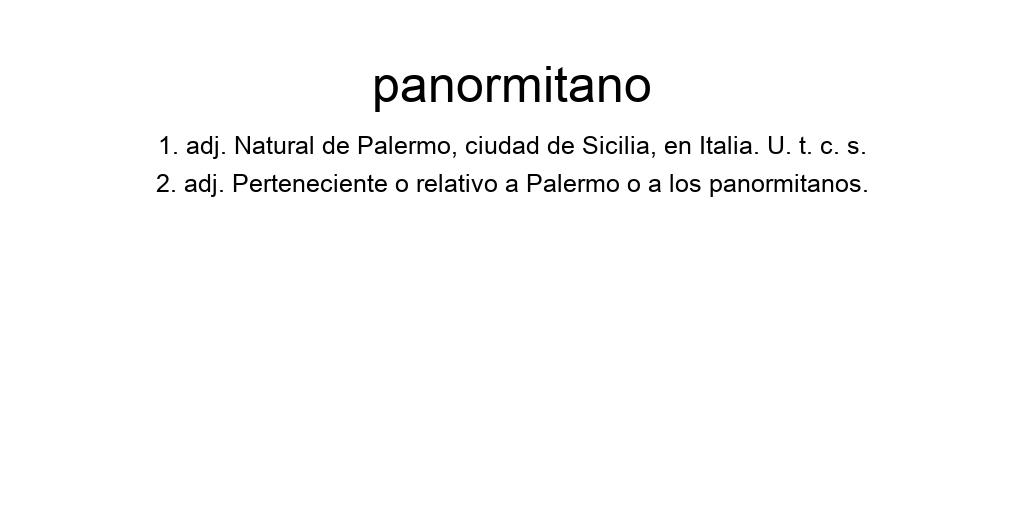 panormitano
1. adj. Natural de Palermo, ciudad de Sicilia, en Italia. U. t. c. s.
2. adj. Perteneciente o relativo a Palermo o a los panormitanos.